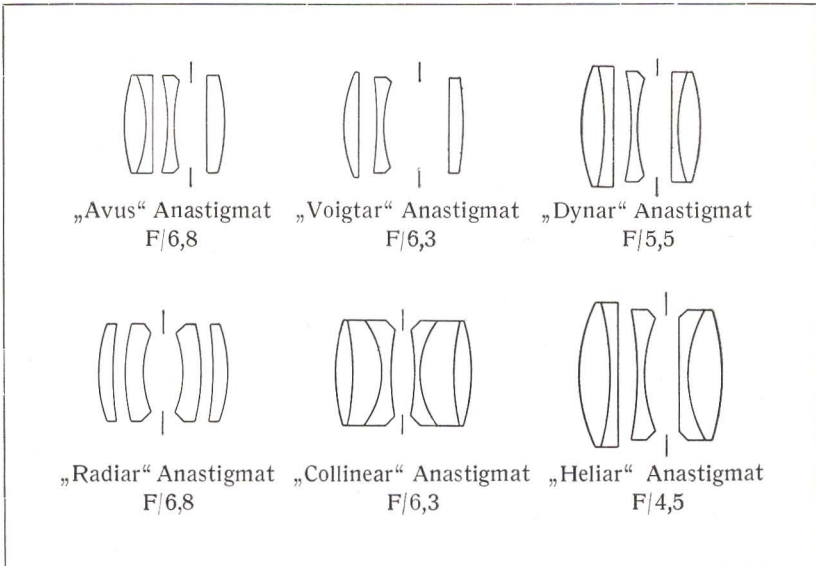 „Avus“ Anastigmat „Voigtar“ Anastigmat „Dynar“ Anastigmat
F/6,8 F/6,3 F/5,5
„Radiar“ Anastigmat „Collinear“ Anastigmat „Heliar“ Anastigmat
F/6,8 F/6,3 F/4,5